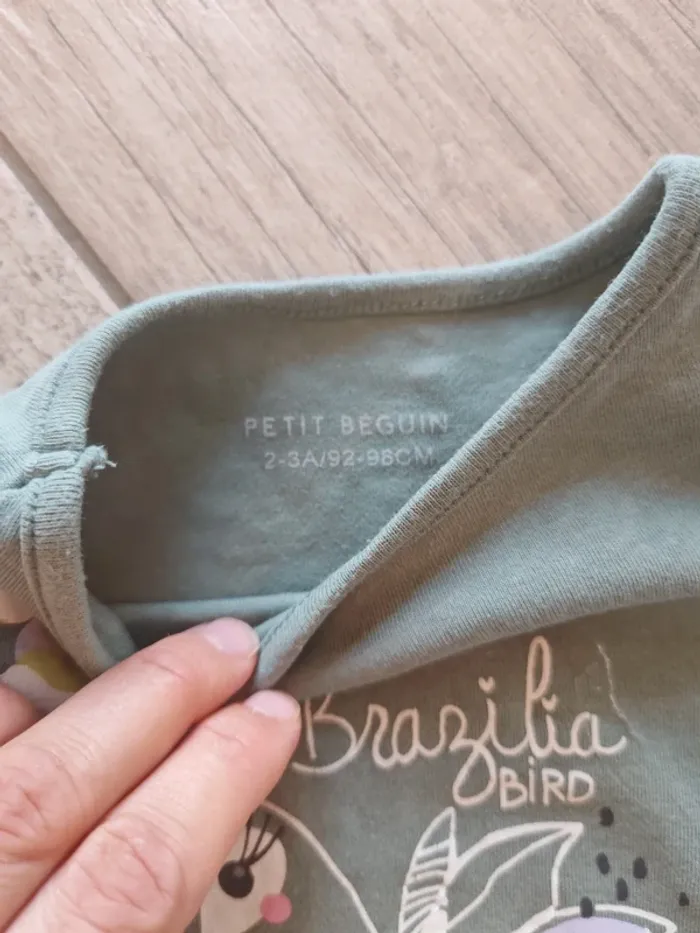 PETIT BEGUIN
2-3A/92-98CM
Brazilia
BiRD